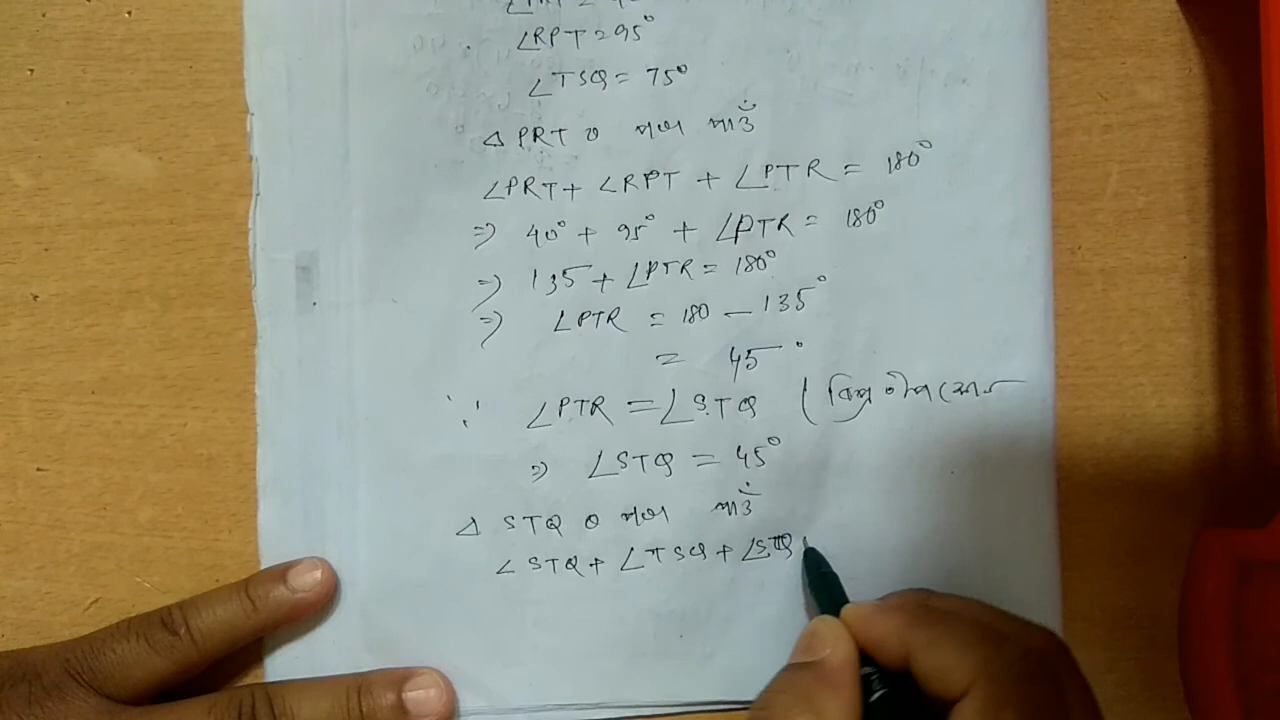 ∠RPT = 95°
∠TSQ = 75°
△ PRT ত
∠PRT + ∠RPT + ∠PTR = 180°
⇒ 40° + 95° + ∠PTR = 180°
⇒ 135 + ∠PTR = 180°
⇒ ∠PTR = 180 – 135°
= 45°
∵ ∠PTR = ∠STQ (
⇒ ∠STQ = 45°
△ STQ ত
∠STQ + ∠TSQ +